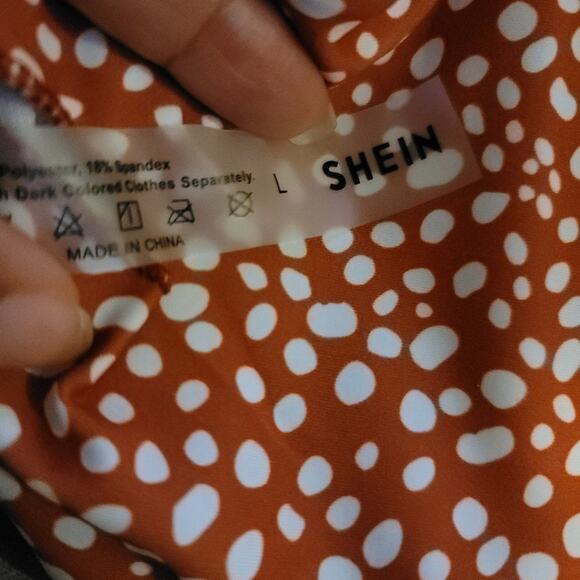 Polyester, 18% Spandex
Dark Colored Clothes Separately.
L SHEIN
MADE IN CHINA